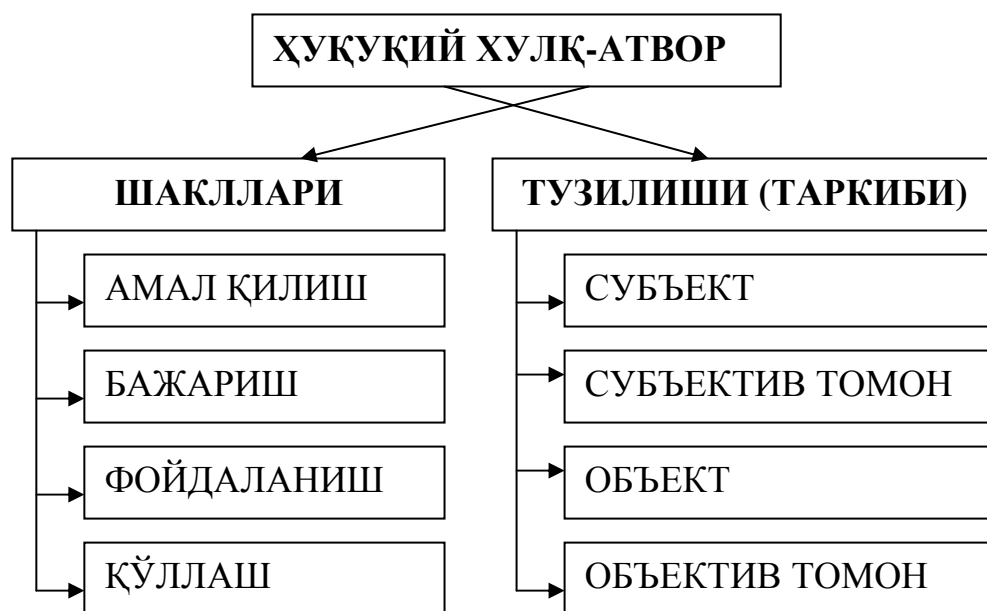 ҲУҚУҚИЙ ХУЛҚ-АТВОР
ШАКЛЛАРИ
АМАЛ ҚИЛИШ
БАЖАРИШ
ФОЙДАЛАНИШ
ҚЎЛЛАШ
ТУЗИЛИШИ (ТАРКИБИ)
СУБЪЕКТ
СУБЪЕКТИВ ТОМОН
ОБЪЕКТ
ОБЪЕКТИВ ТОМОН